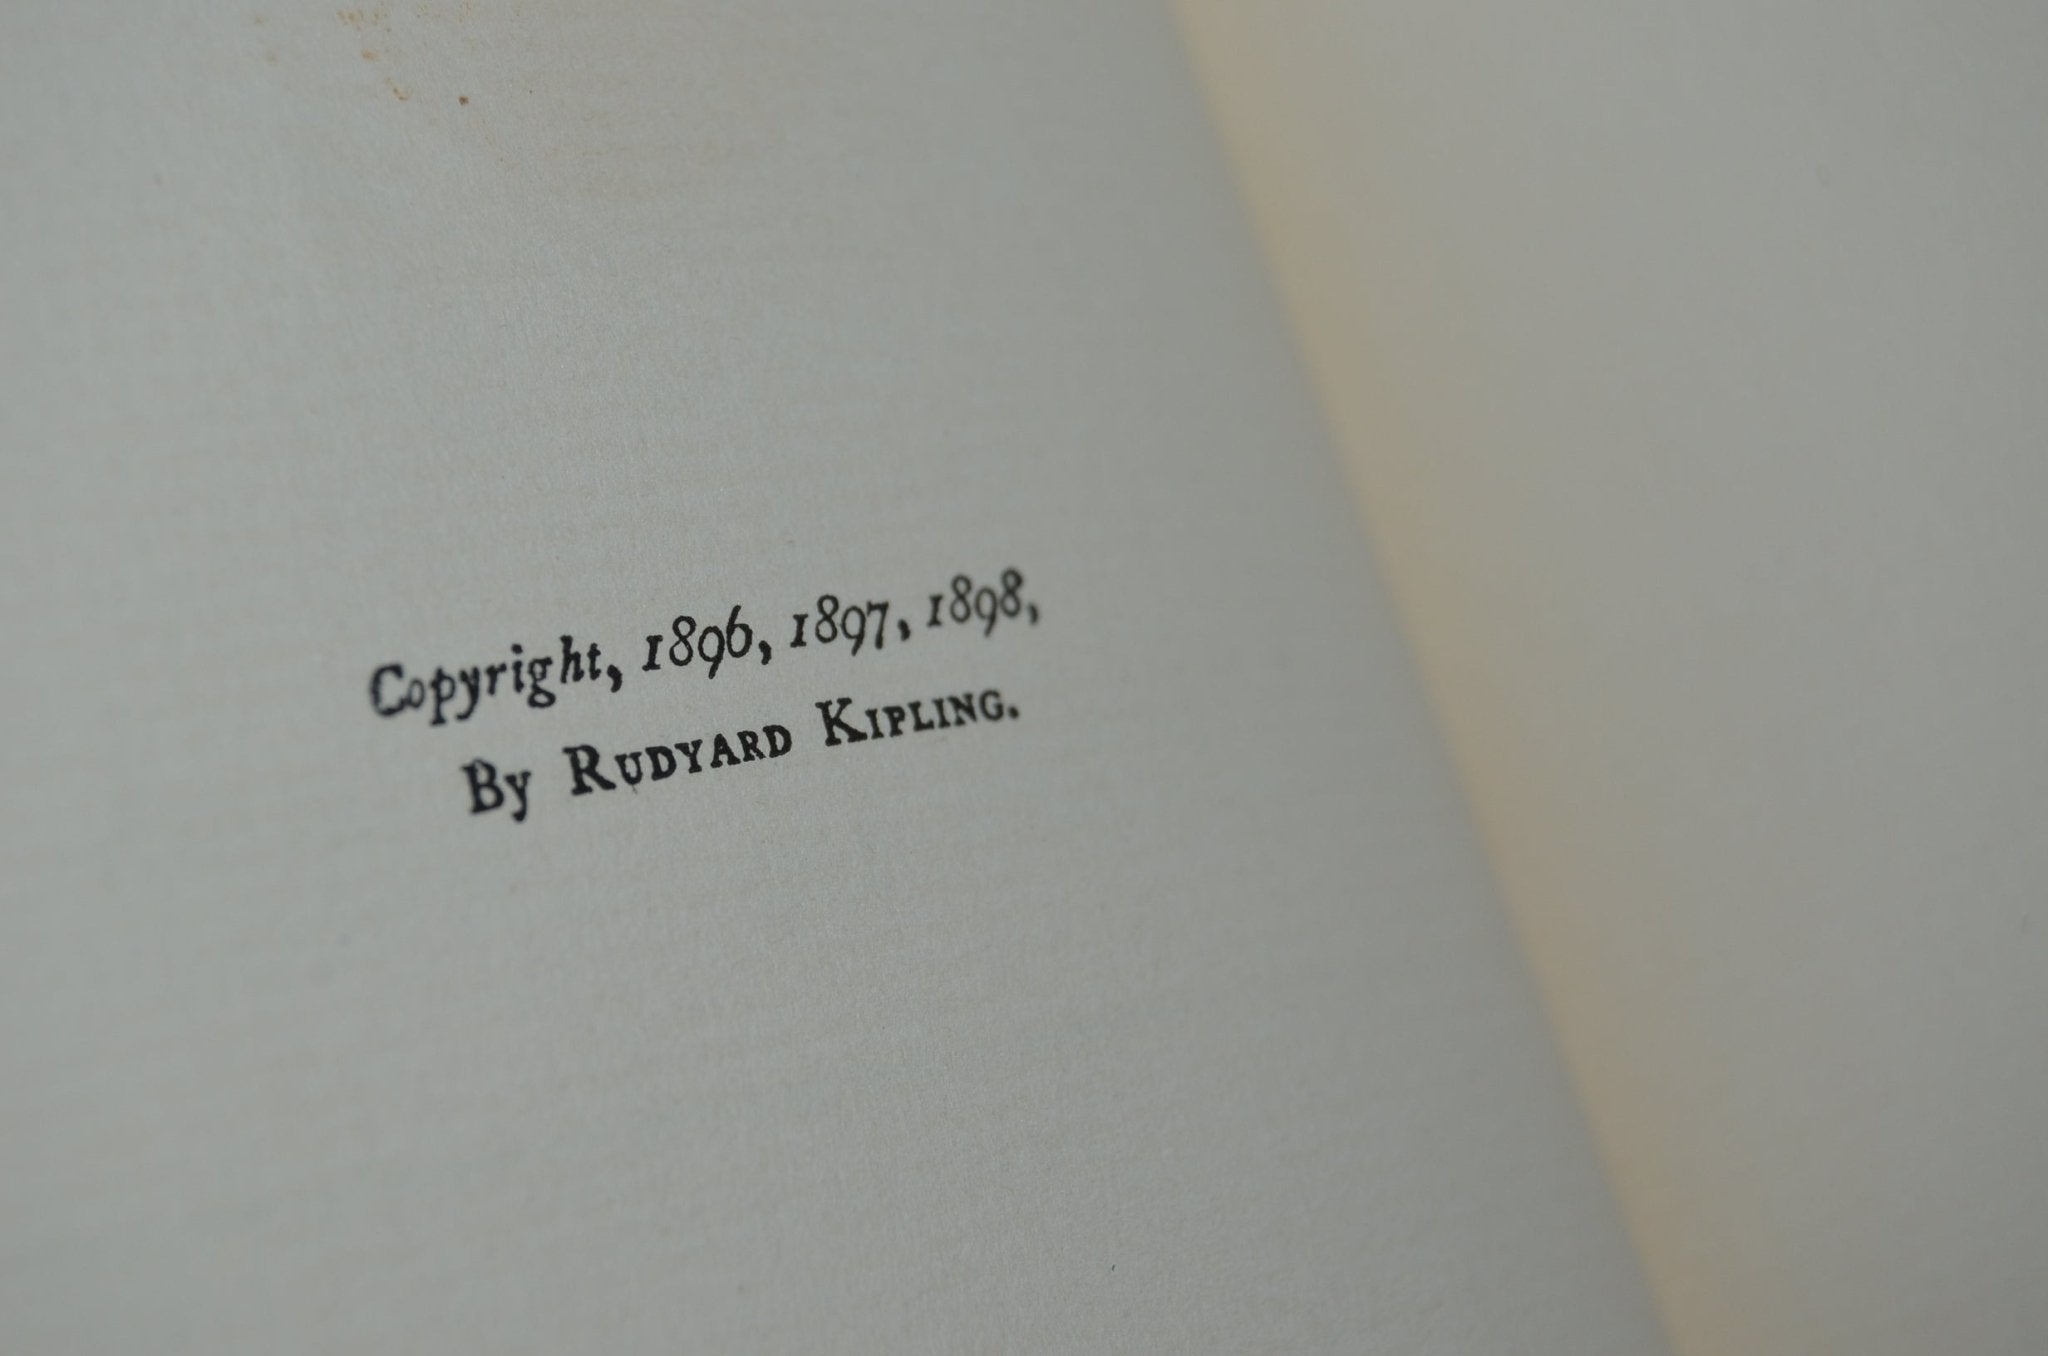 Copyright, 1896, 1897, 1898,
By RUDYARD KIPLING.